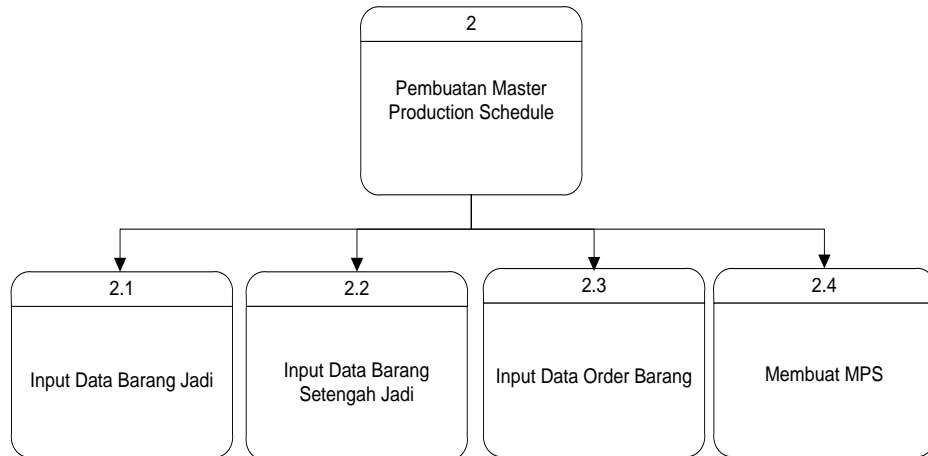 2
Pembuatan Master
Production Schedule
2.1
Input Data Barang Jadi
2.2
Input Data Barang
Setengah Jadi
2.3
Input Data Order Barang
2.4
Membuat MPS